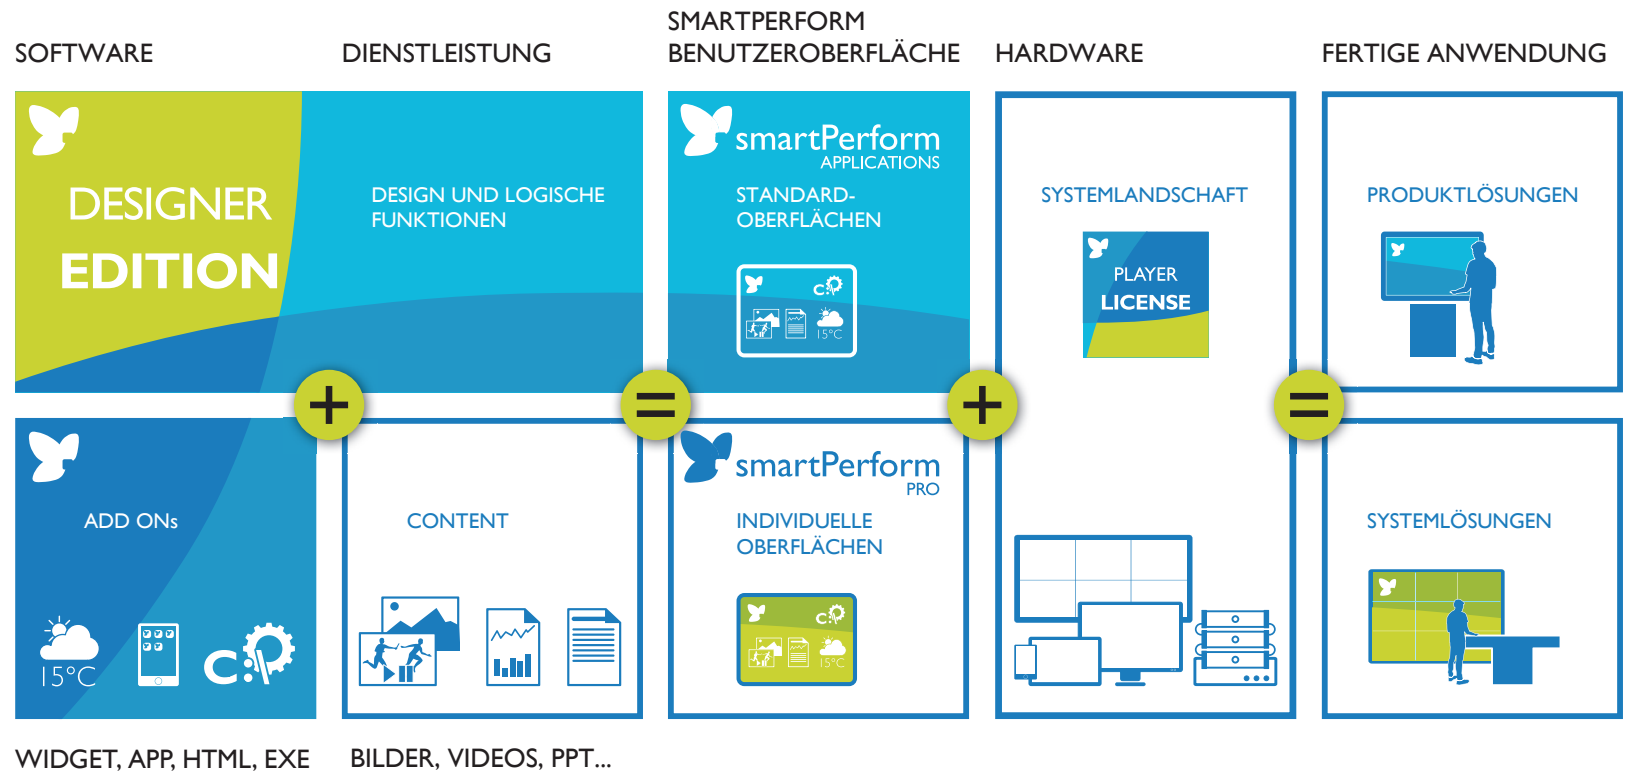 SOFTWARE
DIENSTLEISTUNG
SMARTPERFORM
BENUTZEROBERFLÄCHE
HARDWARE
FERTIGE ANWENDUNG
DESIGNER
EDITION
DESIGN UND LOGISCHE
FUNKTIONEN
smartPerform
APPLICATIONS
STANDARD-
OBERFLÄCHEN
c:
15°C
SYSTEMLANDSCHAFT
PLAYER
LICENSE
PRODUKTLÖSUNGEN
+
=
+
=
ADD ONs
15°C
c:\
CONTENT
smartPerform
PRO
INDIVIDUELLE
OBERFLÄCHEN
c:
15°C
SYSTEMLÖSUNGEN
WIDGET, APP, HTML, EXE
BILDER, VIDEOS, PPT...